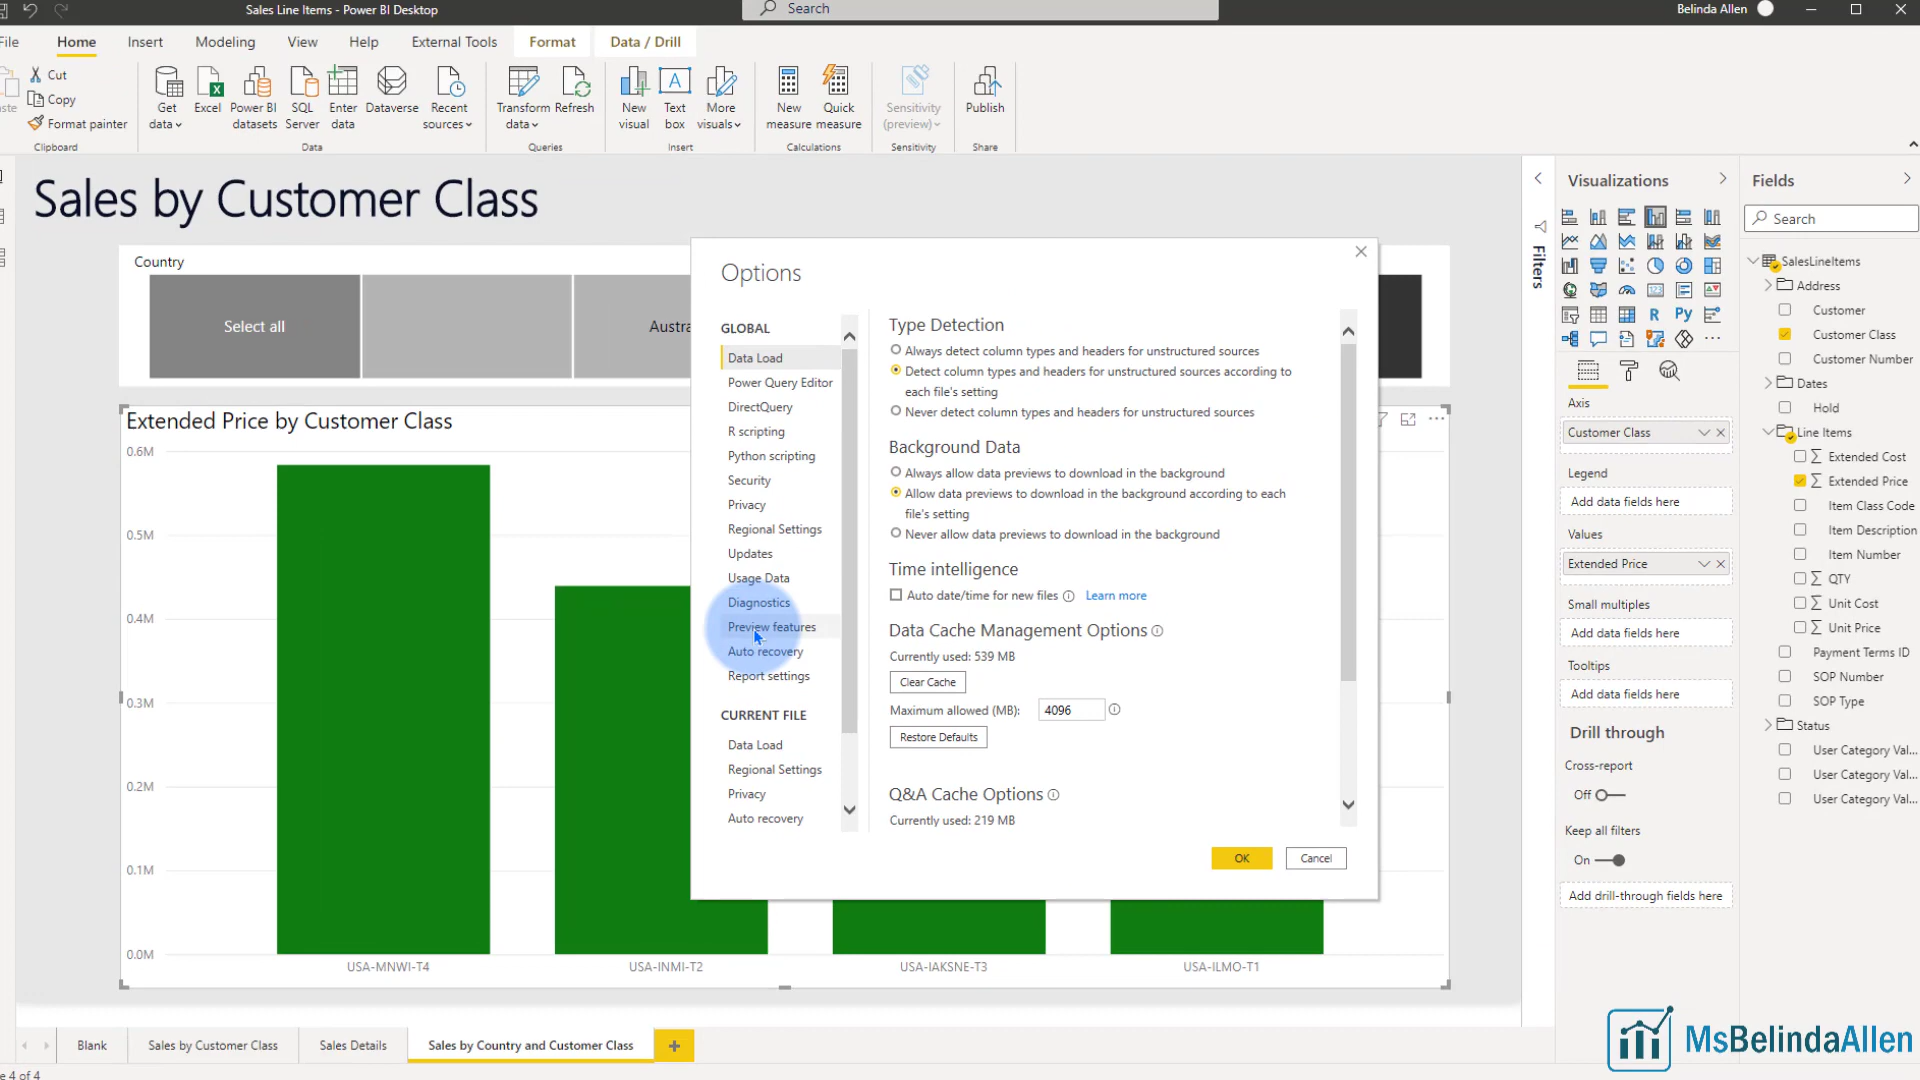 Sales Line Items - Power BI Desktop
Search
Belinda Allen
File
Home
Insert
Modeling
View
Help
External Tools
Format
Data / Drill
Cut
Copy
Format painter
Clipboard
Get data
Excel
Power BI datasets
SQL Server
Enter data
Dataverse
Recent sources
Data
Transform data
Refresh
Queries
New visual
Text box
More visuals
Insert
New measure
Quick measure
Calculations
Sensitivity (preview)
Sensitivity
Publish
Share
Sales by Customer Class
Country
Select all
Austra
Extended Price by Customer Class
0.6M
0.5M
0.4M
0.3M
0.2M
0.1M
0.0M
USA-MNWI-T4
USA-INMI-T2
USA-IAKSNE-T3
USA-ILMO-T1
Options
GLOBAL
Data Load
Power Query Editor
DirectQuery
R scripting
Python scripting
Security
Privacy
Regional Settings
Updates
Usage Data
Diagnostics
Preview features
Auto recovery
Report settings
CURRENT FILE
Data Load
Regional Settings
Privacy
Auto recovery
Type Detection
Always detect column types and headers for unstructured sources
Detect column types and headers for unstructured sources according to
each file's setting
Never detect column types and headers for unstructured sources
Background Data
Always allow data previews to download in the background
Allow data previews to download in the background according to each
file's setting
Never allow data previews to download in the background
Time intelligence
Auto date/time for new files
Learn more
Data Cache Management Options
Currently used: 539 MB
Clear Cache
Maximum allowed (MB): 4096
Restore Defaults
Q&A Cache Options
Currently used: 219 MB
OK
Cancel
Filters
Visualizations
R
Py
Axis
Customer Class
Legend
Add data fields here
Values
Extended Price
Small multiples
Add data fields here
Tooltips
Add data fields here
Drill through
Cross-report
Off
Keep all filters
On
Add drill-through fields here
Fields
Search
SalesLineItems
Address
Customer
Customer Class
Customer Number
Dates
Hold
Line Items
Extended Cost
Extended Price
Item Class Code
Item Description
Item Number
QTY
Unit Cost
Unit Price
Payment Terms ID
SOP Number
SOP Type
Status
User Category Val...
User Category Val...
User Category Val...
Blank
Sales by Customer Class
Sales Details
Sales by Country and Customer Class
4 of 4
MsBelindaAllen